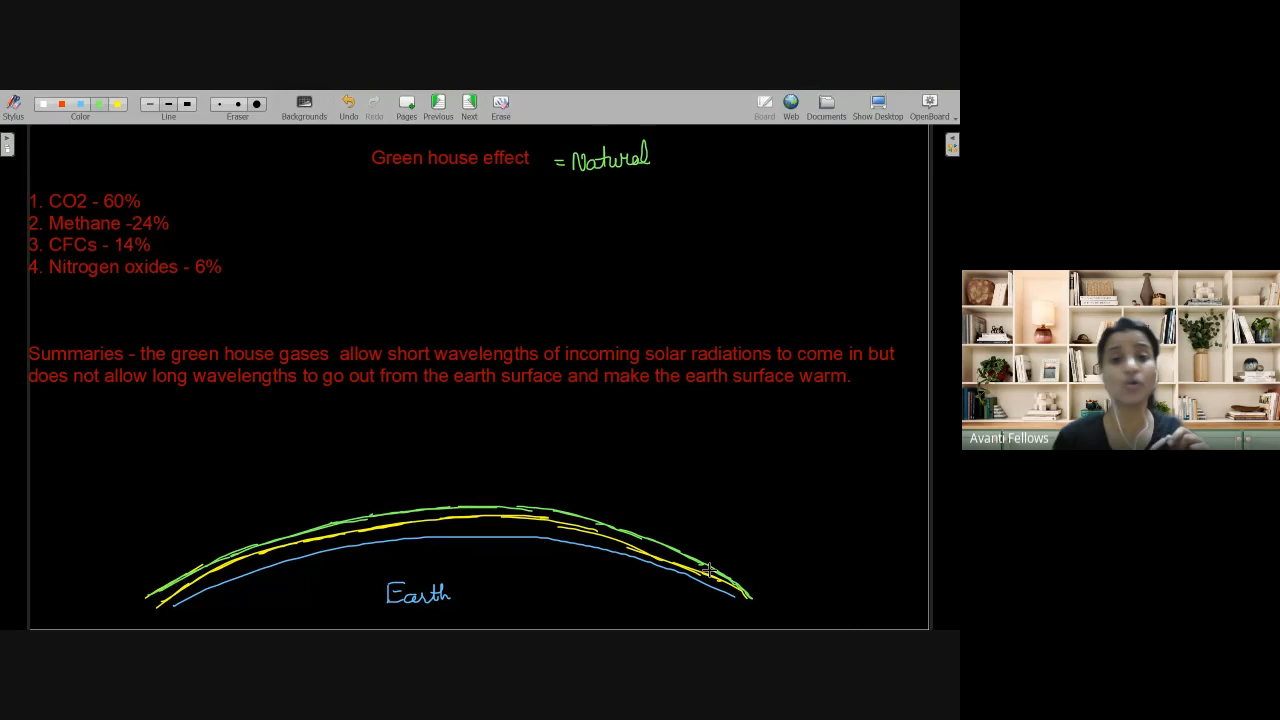 Stylus
Color
Line
Eraser
Backgrounds
Undo
Redo
Pages
Previous
Next
Erase
Board
Web
Documents
Show Desktop
OpenBoard
Green house effect = Natural
1. CO2 - 60%
2. Methane -24%
3. CFCs - 14%
4. Nitrogen oxides - 6%
Summaries - the green house gases allow short wavelengths of incoming solar radiations to come in but
does not allow long wavelengths to go out from the earth surface and make the earth surface warm.
Avanti Fellows
Earth